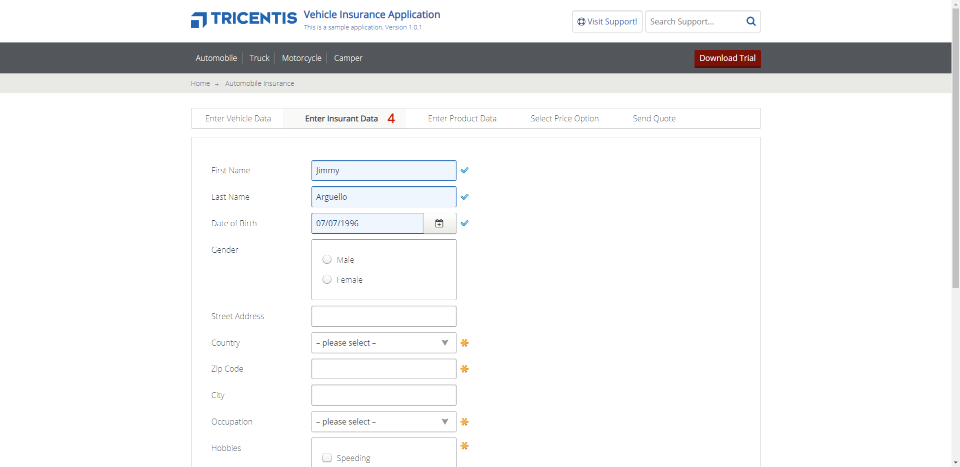 TRICENTIS Vehicle Insurance Application
This is a sample application. Version 1.0.1
Visit Support!
Search Support...
Automobile Truck Motorcycle Camper
Download Trial
Home → Automobile Insurance
Enter Vehicle Data Enter Insurant Data 4 Enter Product Data Select Price Option Send Quote
First Name Jimmy
Last Name Arguello
Date of Birth 07/07/1996
Gender
Male
Female
Street Address
Country – please select –
Zip Code
City
Occupation – please select –
Hobbies
Speeding